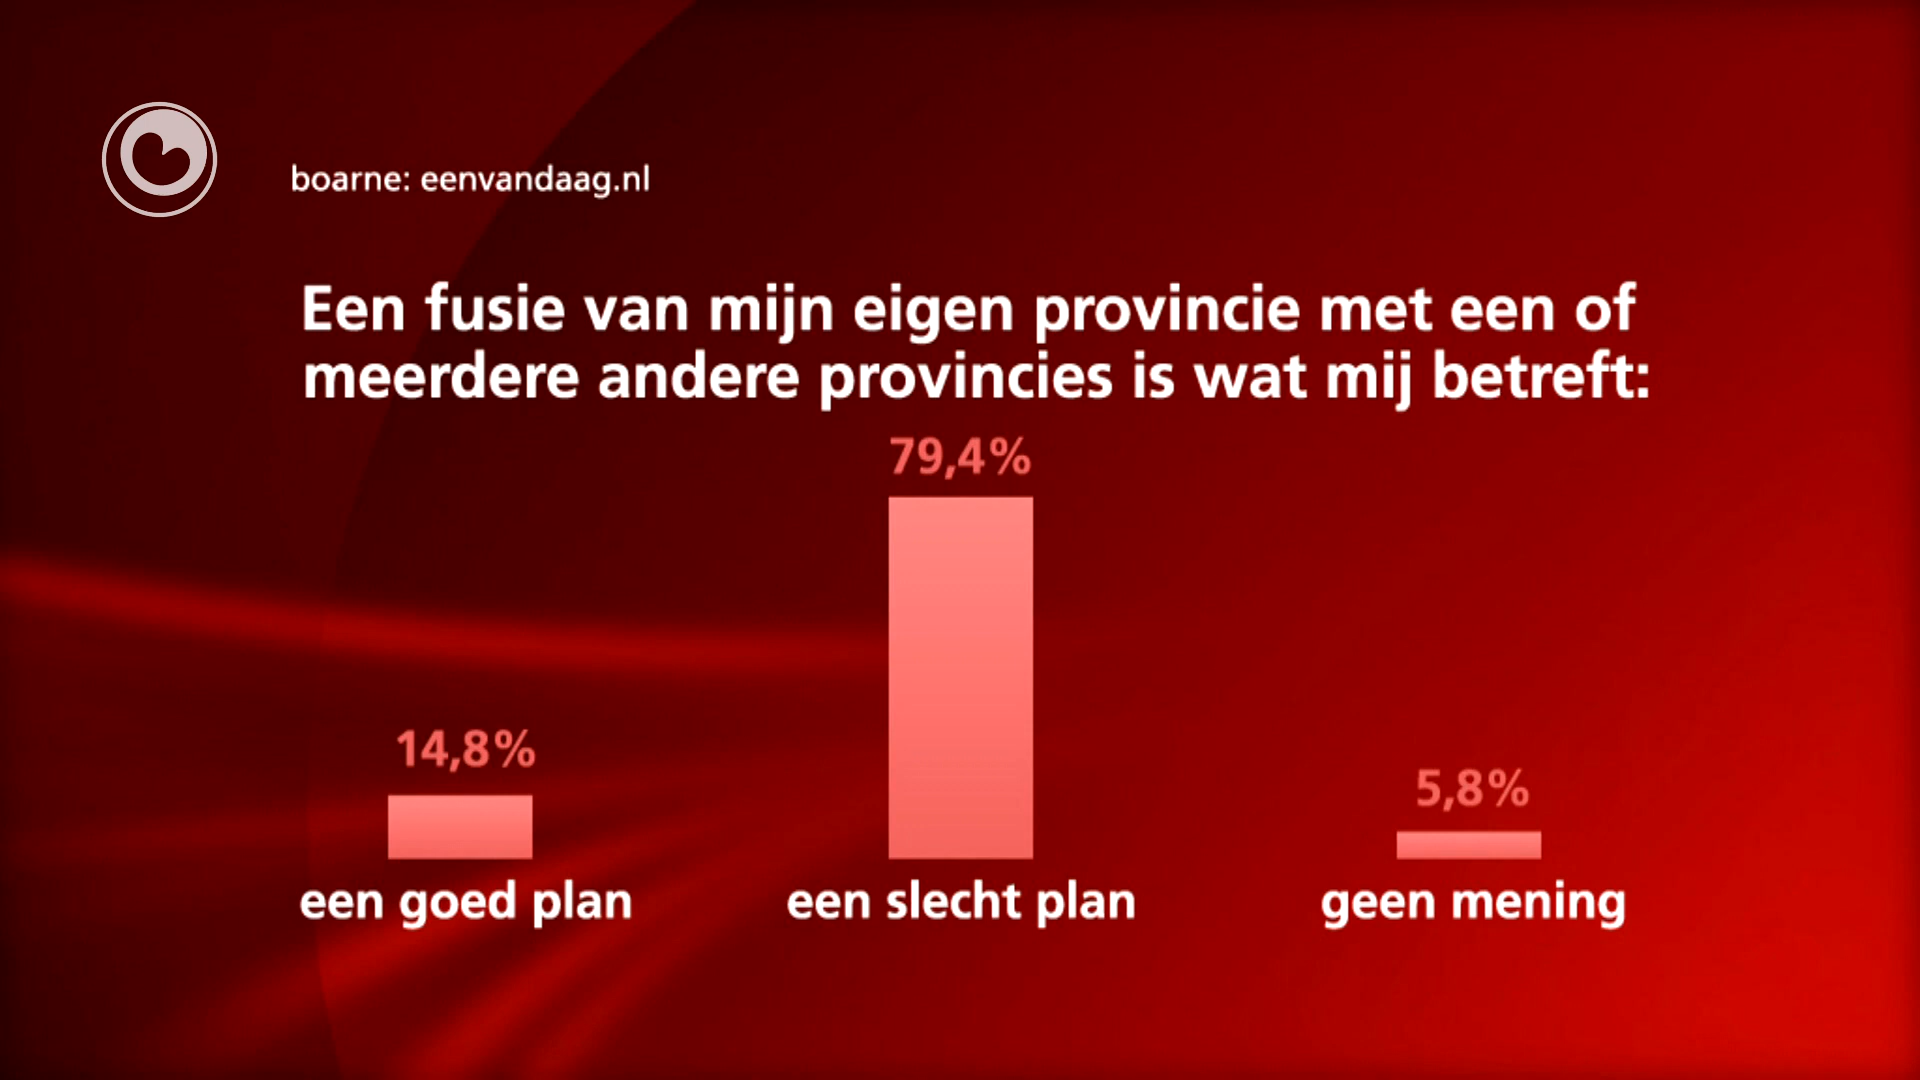 boarne: eenvandaag.nl
Een fusie van mijn eigen provincie met een of
meerdere andere provincies is wat mij betreft:
79,4%
14,8%
5,8%
een goed plan
een slecht plan
geen mening